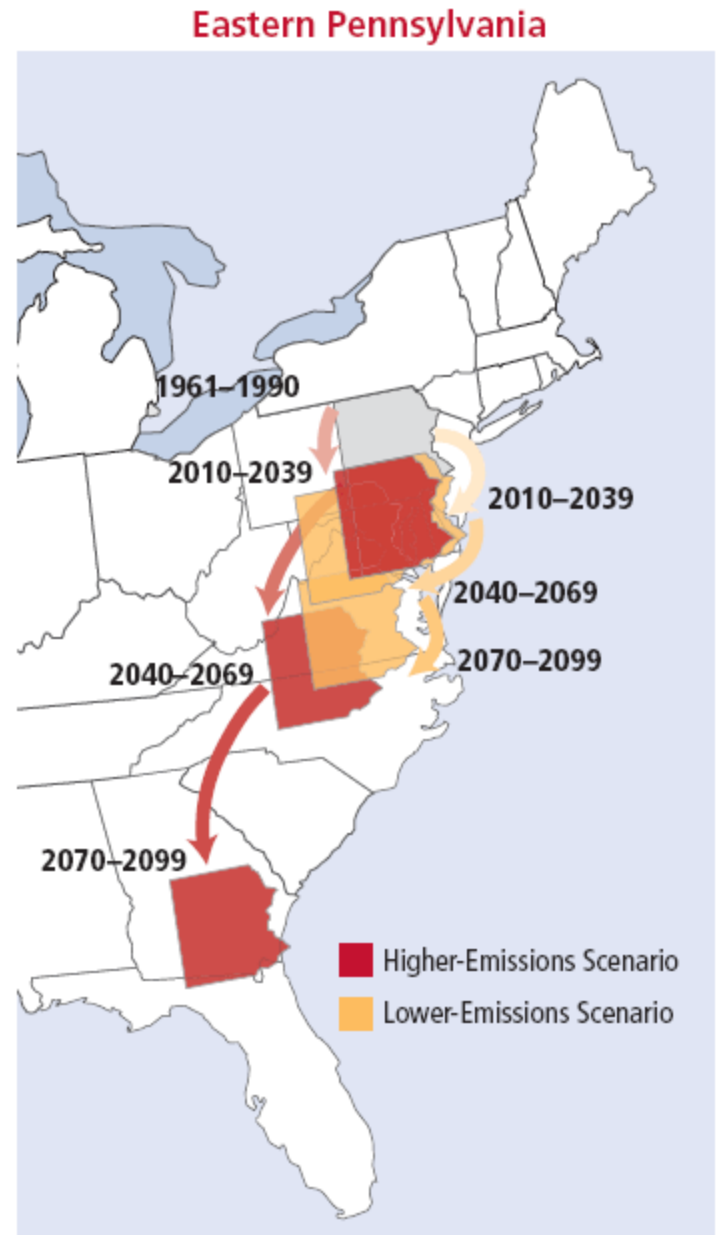 Eastern Pennsylvania
1961–1990
2010–2039
2010–2039
2040–2069
2070–2099
2040–2069
2070–2099
Higher-Emissions Scenario
Lower-Emissions Scenario